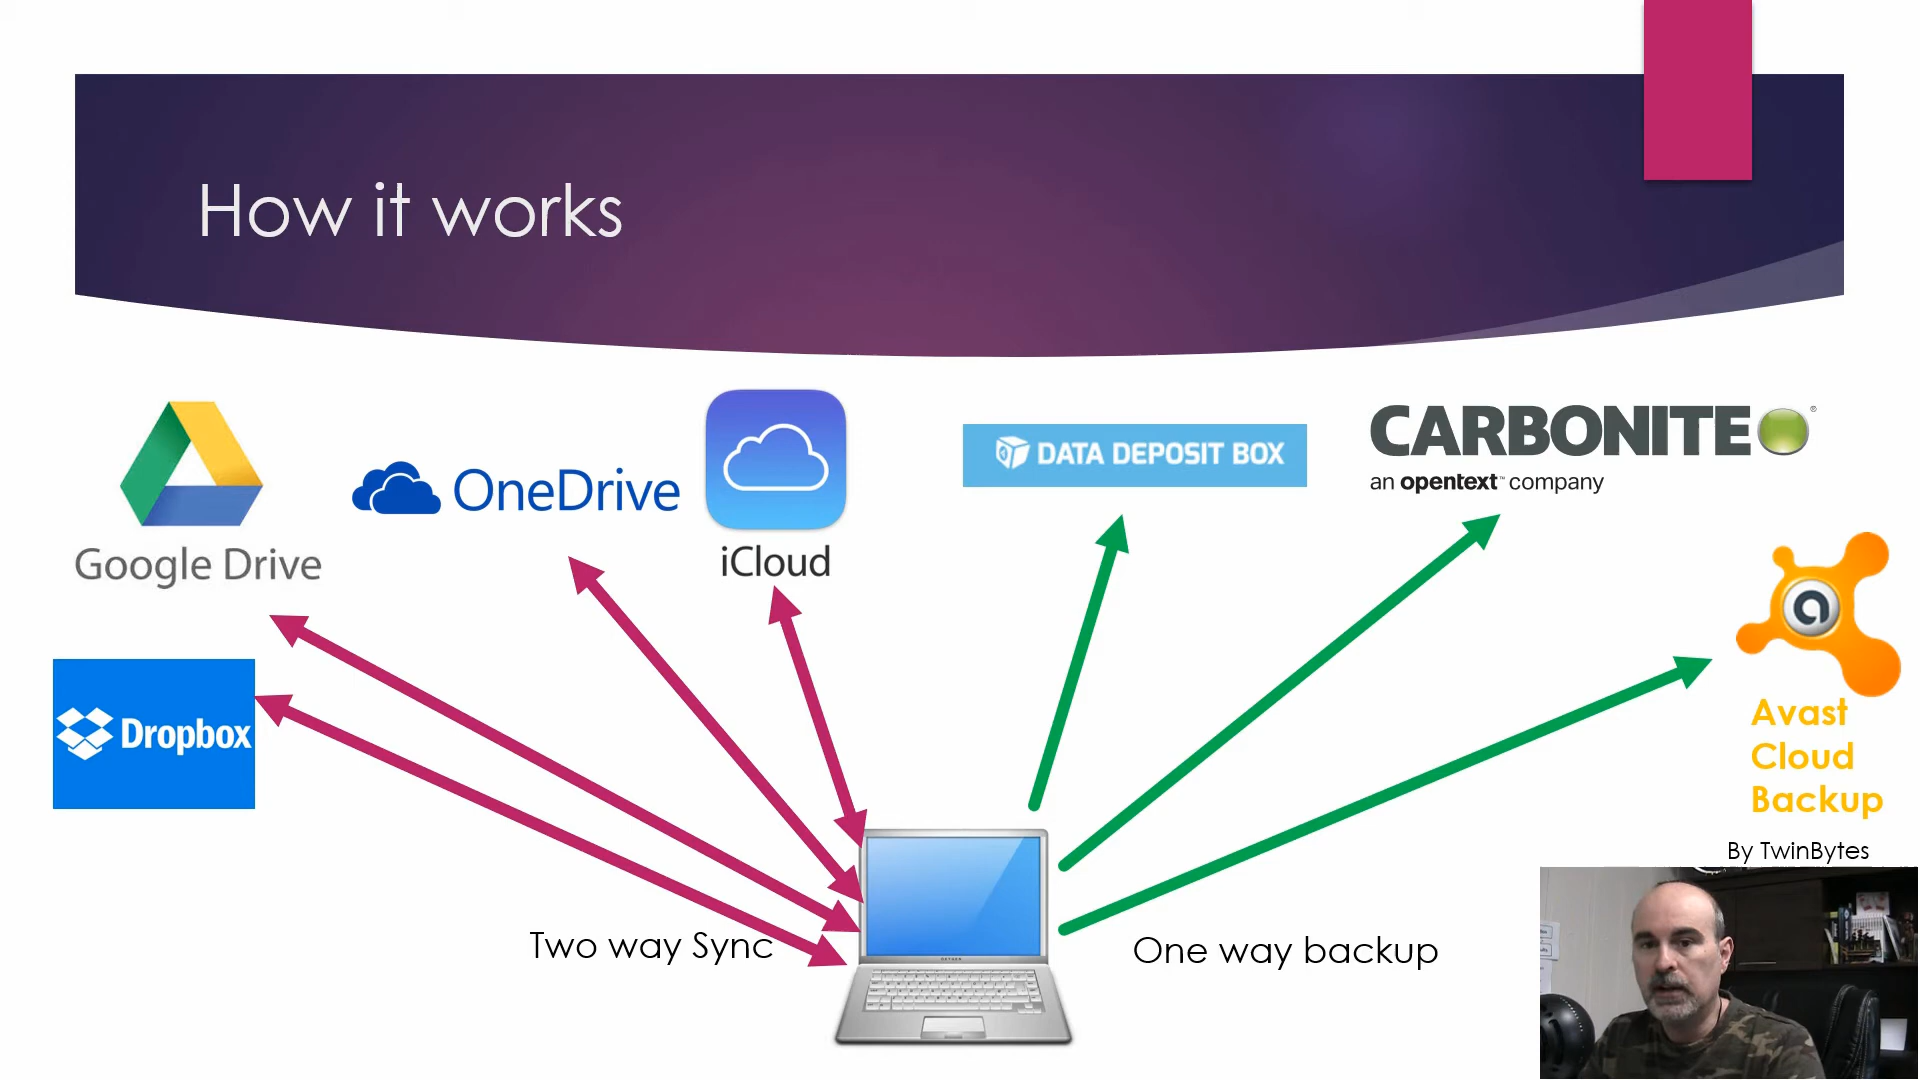 How it works
Google Drive
OneDrive
iCloud
DATA DEPOSIT BOX
CARBONITE®
an opentext™ company
Dropbox
Avast
Cloud
Backup
By TwinBytes
Two way Sync
One way backup